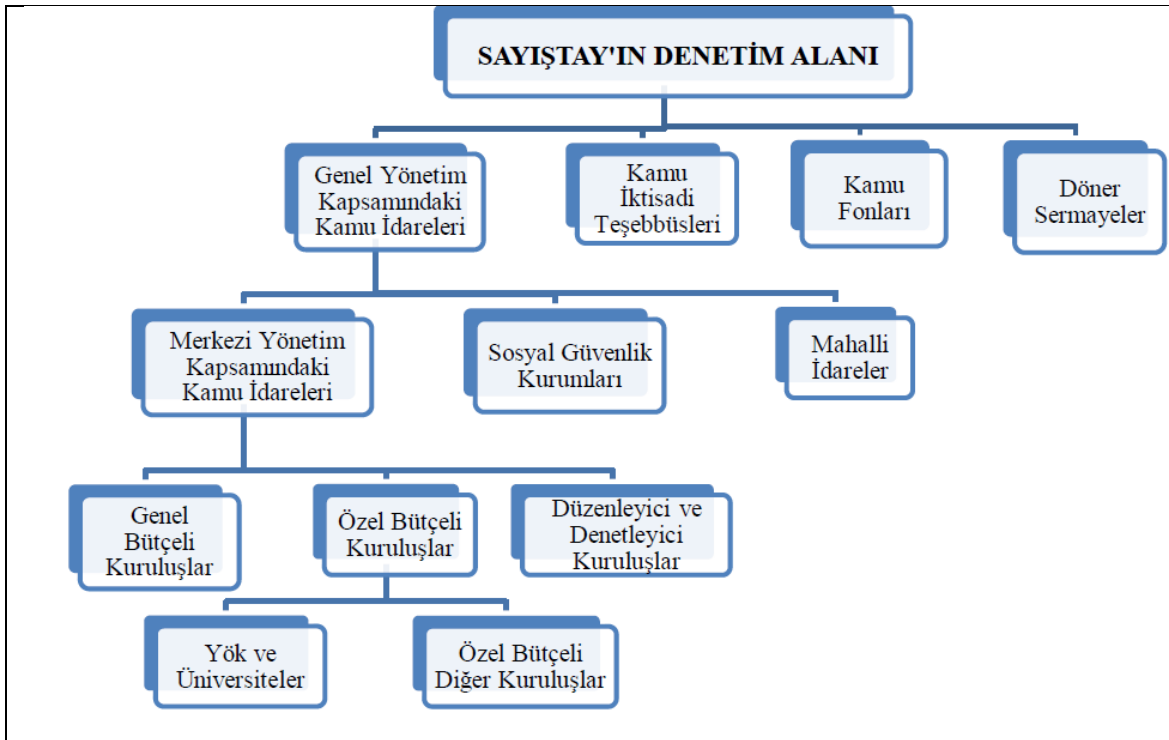 SAYIŞTAY'IN DENETİM ALANI
Genel Yönetim
Kapsamındaki
Kamu İdareleri
Kamu
İktisadi
Teşebbüsleri
Kamu
Fonları
Döner
Sermayeler
Merkezi Yönetim
Kapsamındaki
Kamu İdareleri
Sosyal Güvenlik
Kurumları
Mahalli
İdareler
Genel
Bütçeli
Kuruluşlar
Özel Bütçeli
Kuruluşlar
Düzenleyici ve
Denetleyici
Kuruluşlar
Yök ve
Üniversiteler
Özel Bütçeli
Diğer Kuruluşlar